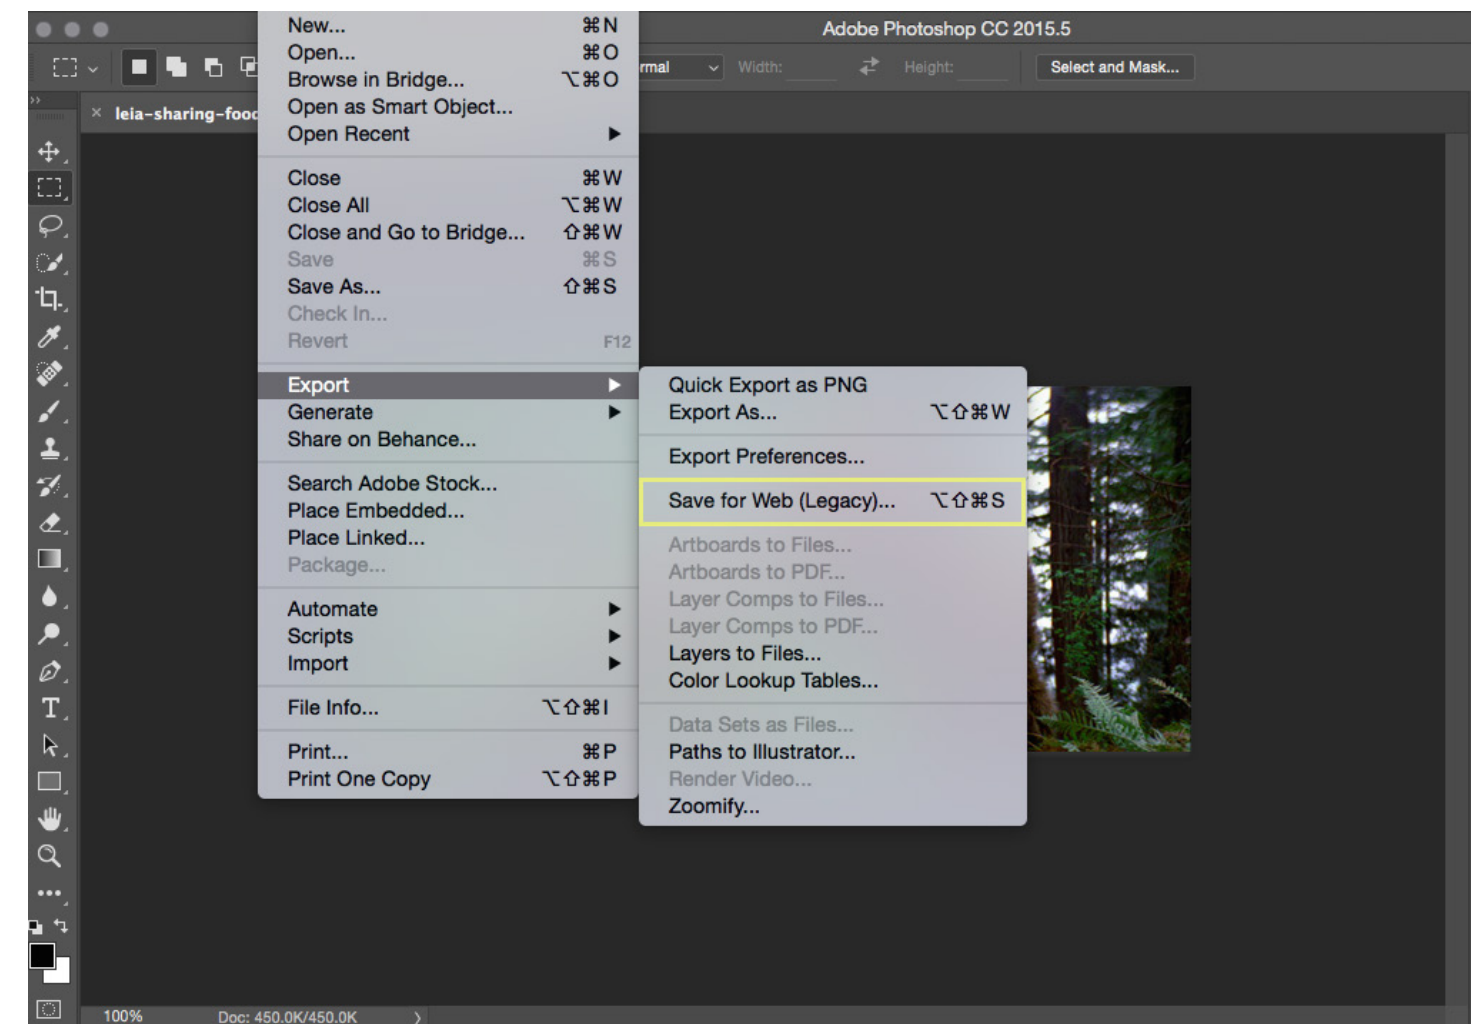 Adobe Photoshop CC 2015.5
rmal Width: Height: Select and Mask...
leia-sharing-food
New... ⌘N
Open... ⌘O
Browse in Bridge... ⌥⌘O
Open as Smart Object...
Open Recent
Close ⌘W
Close All ⌥⌘W
Close and Go to Bridge... ⇧⌘W
Save ⌘S
Save As... ⇧⌘S
Check In...
Revert F12
Export
Generate
Share on Behance...
Search Adobe Stock...
Place Embedded...
Place Linked...
Package...
Automate
Scripts
Import
File Info... ⌥⇧⌘I
Print... ⌘P
Print One Copy ⌥⇧⌘P
Quick Export as PNG
Export As... ⌥⇧⌘W
Export Preferences...
Save for Web (Legacy)... ⌥⇧⌘S
Artboards to Files...
Artboards to PDF...
Layer Comps to Files...
Layer Comps to PDF...
Layers to Files...
Color Lookup Tables...
Data Sets as Files...
Paths to Illustrator...
Render Video...
Zoomify...
100% Doc: 450.0K/450.0K